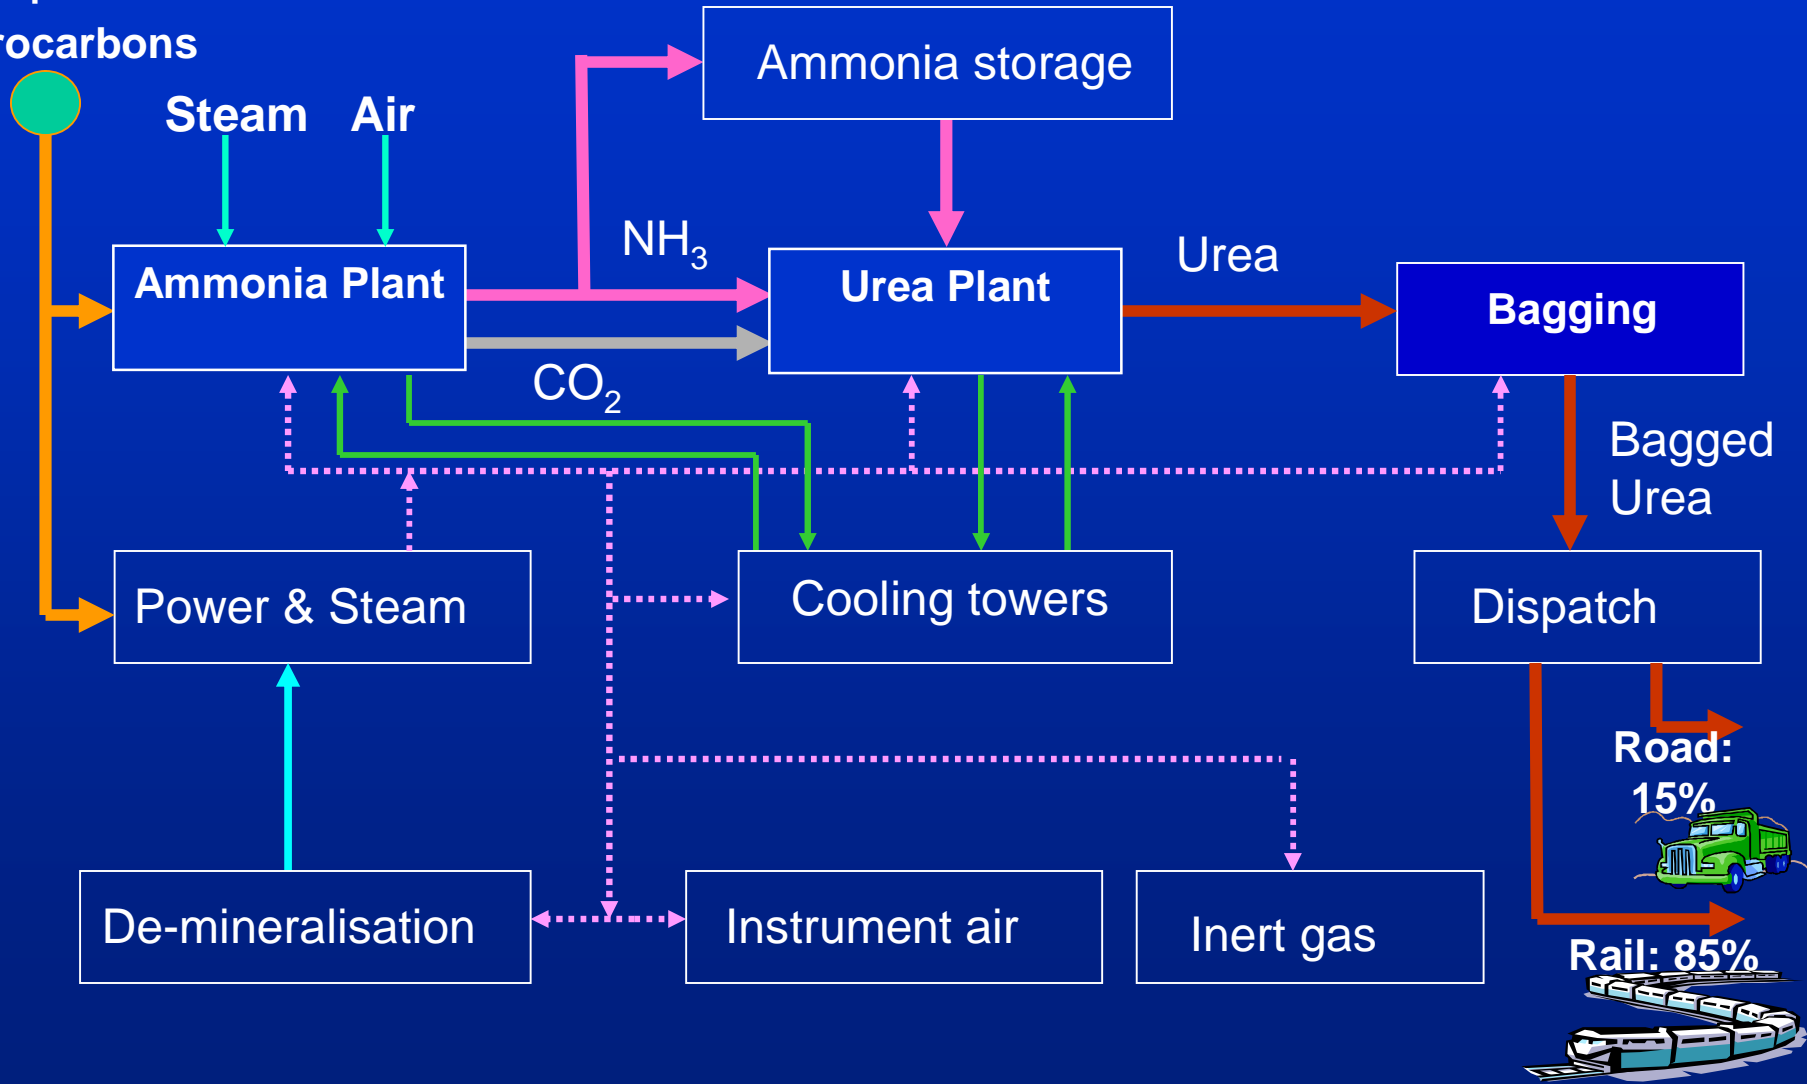 rocarbons
Ammonia storage
Steam
Air
NH₃
Urea
Ammonia Plant
Urea Plant
Bagging
CO₂
Bagged
Urea
Power & Steam
Cooling towers
Dispatch
Road:
15%
De-mineralisation
Instrument air
Inert gas
Rail: 85%